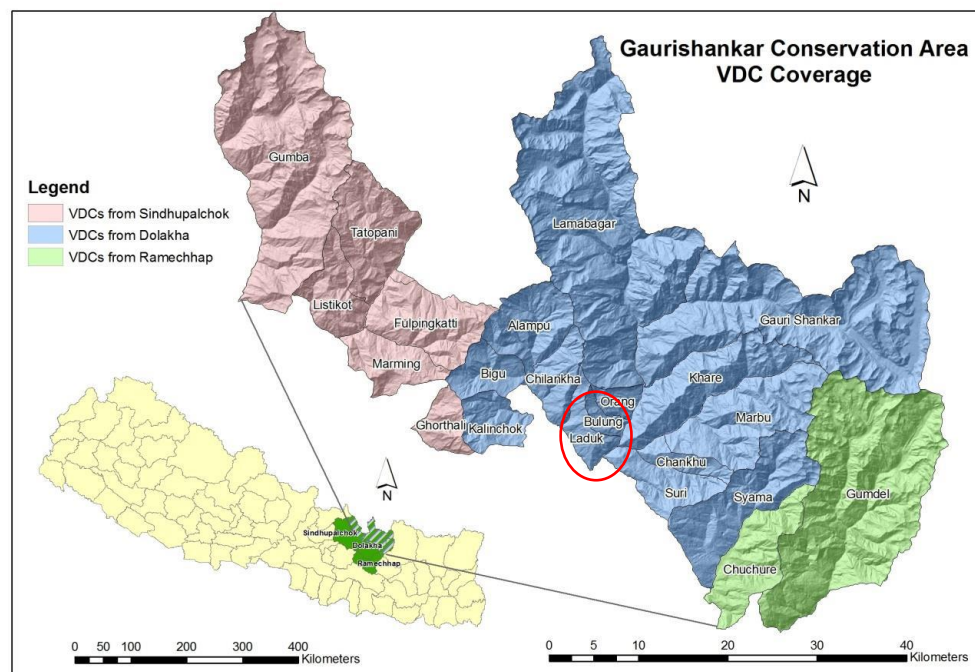 Gaurishankar Conservation Area
VDC Coverage
Gumba
N
Legend
VDCs from Sindhupalchok
VDCs from Dolakha
VDCs from Ramechhap
Tatopani
Lamabagar
Listikot
Fulpingkatti
Alampu
Gauri Shankar
Marming
Bigu
Chilankha
Khare
Orang
Marbu
Ghorthali
Kalinchok
Bulung
Laduk
Chankhu
Suri
Syama
Gumdel
N
Sindhupalchok
Dolakha
Ramechhap
Chuchure
0 50 100 200 300 400
Kilometers
0 5 10 20 30 40
Kilometers